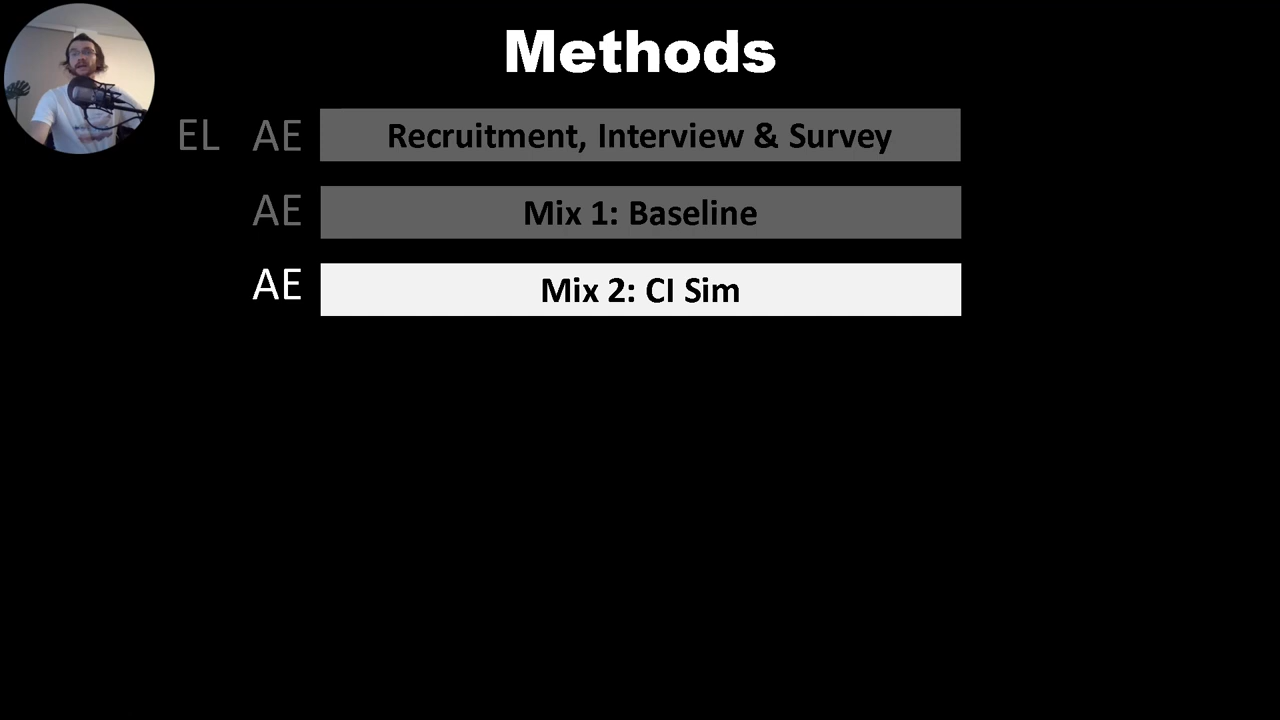 Methods
EL AE Recruitment, Interview & Survey
AE Mix 1: Baseline
AE Mix 2: CI Sim